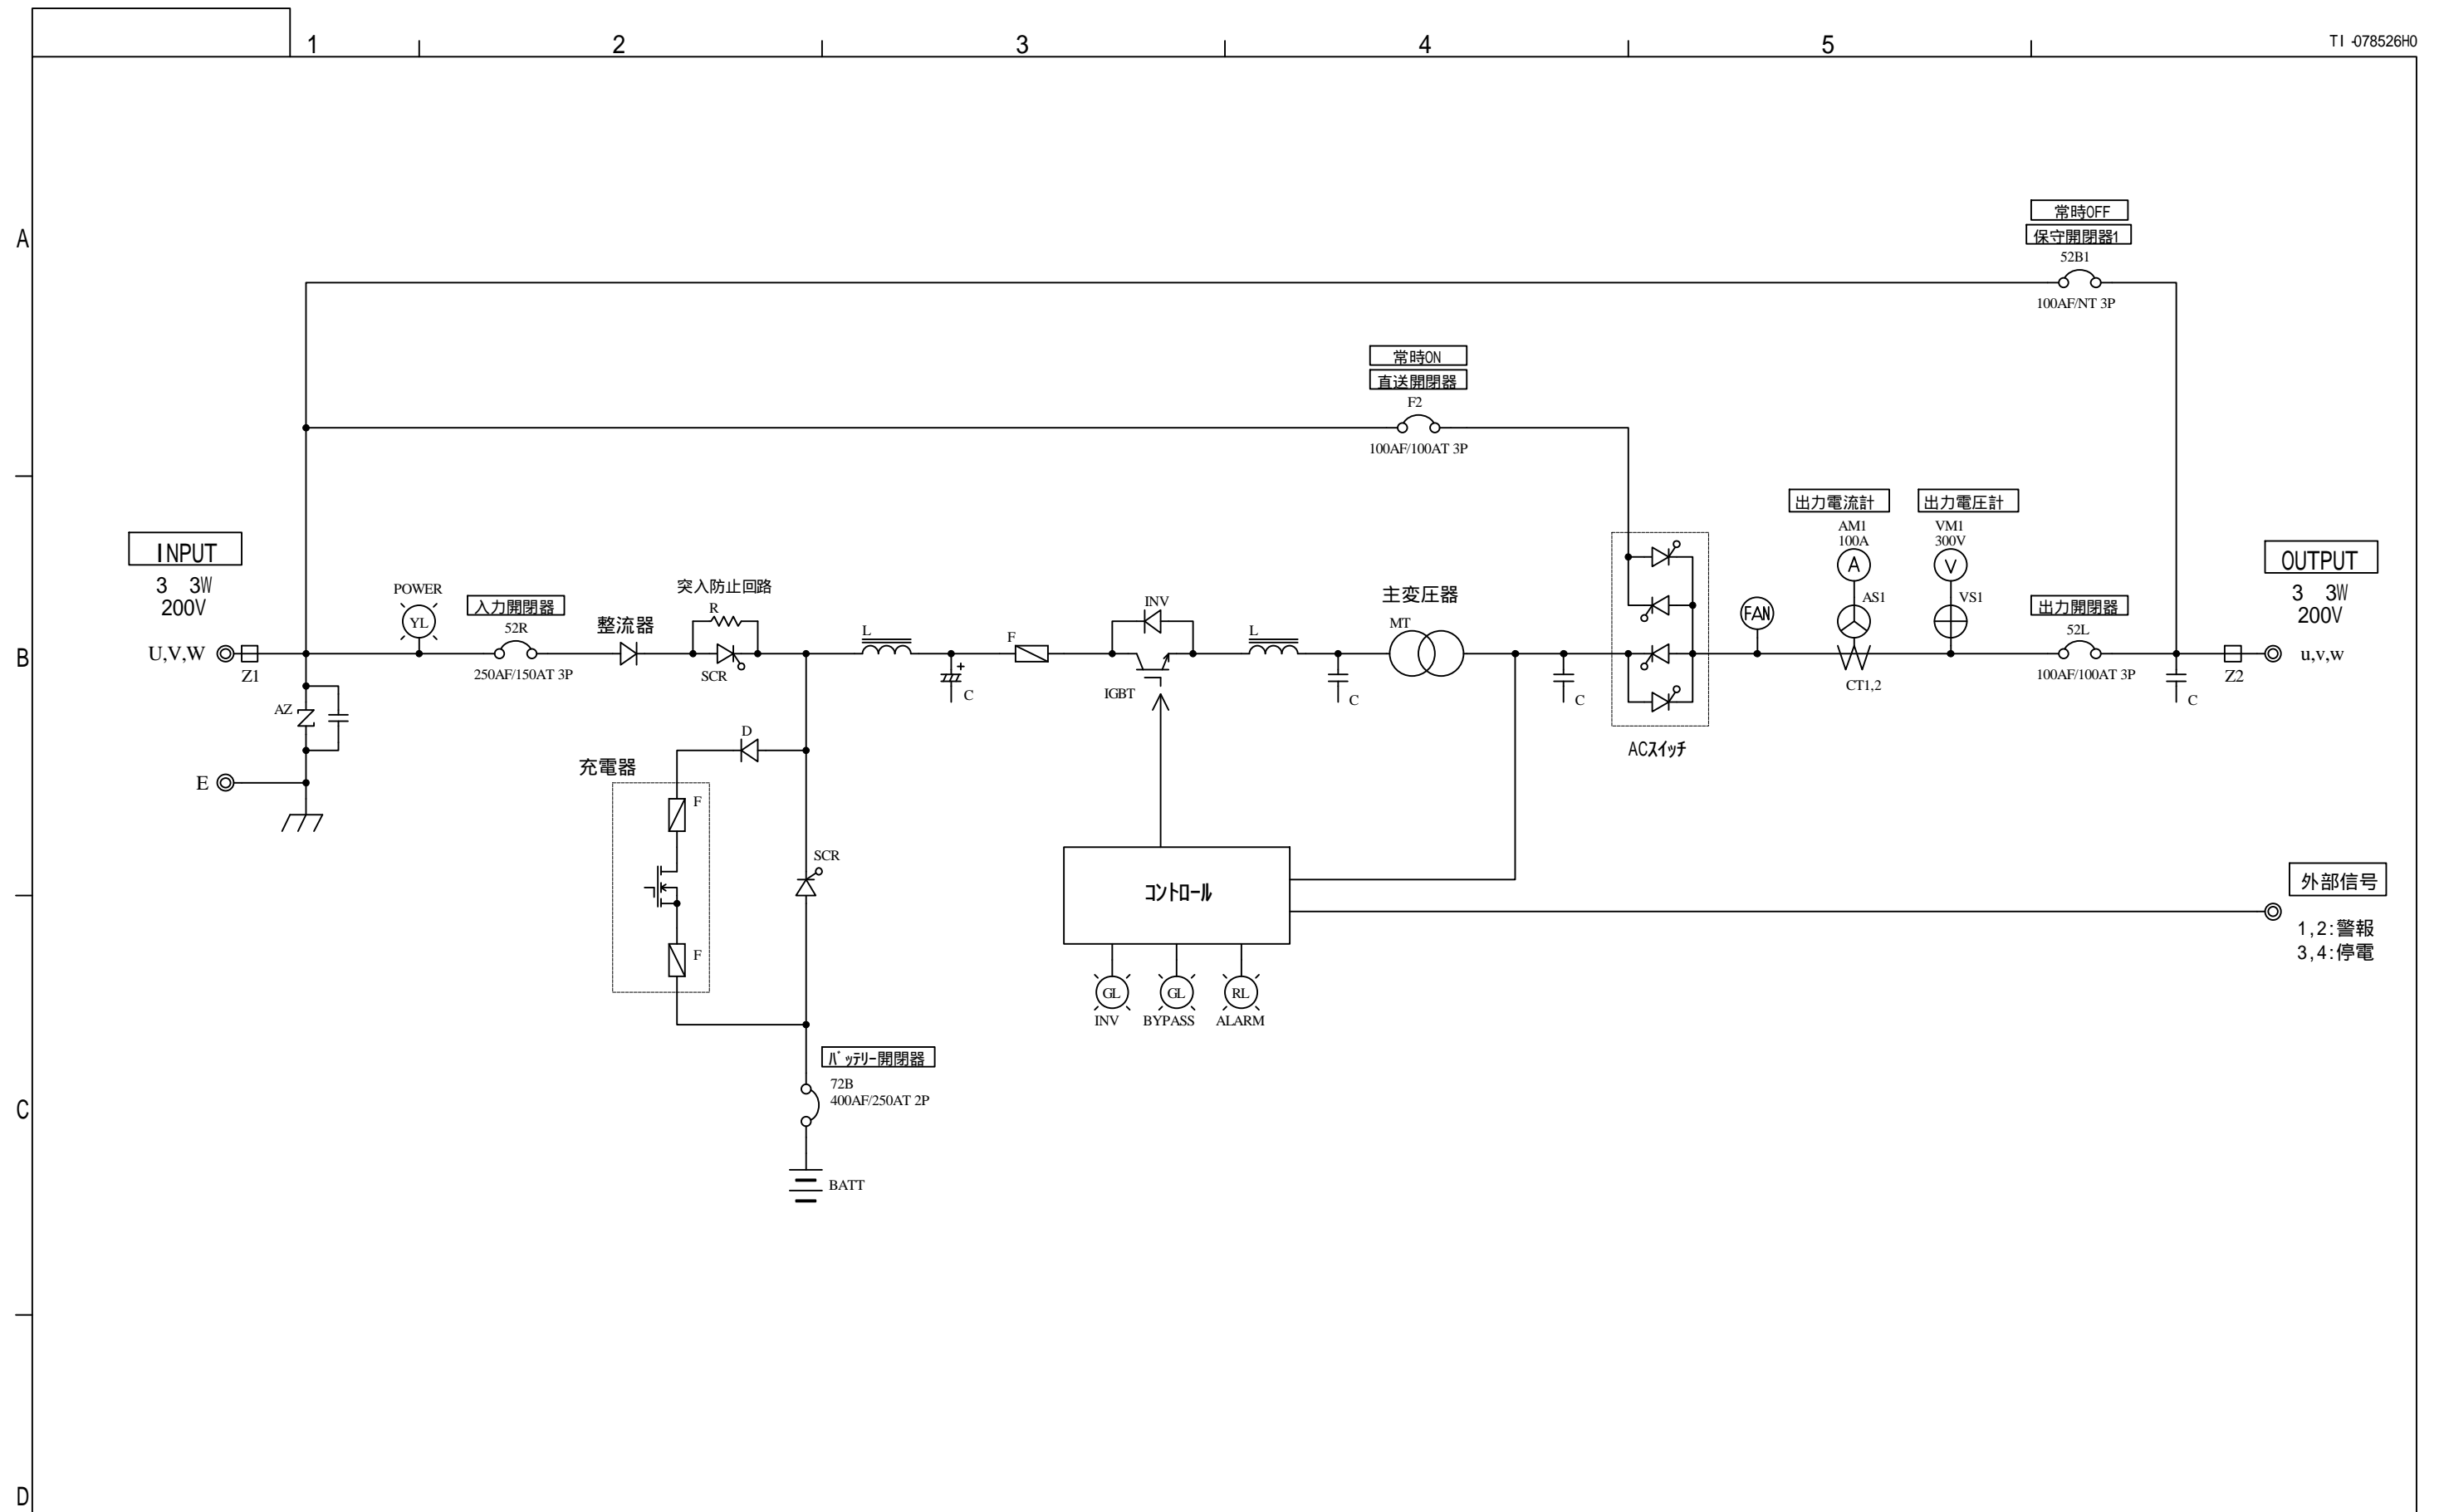 1
2
3
4
5
TI-078526H0
A
常時OFF
保守開閉器1
52B1
100AF/NT 3P
常時ON
直送開閉器
F2
100AF/100AT 3P
出力電流計
AM1
100A
A
AS1
CT1,2
出力電圧計
VM1
300V
V
VS1
INPUT
3 3W
200V
U,V,W
Z1
AZ
E
POWER
YL
入力開閉器
52R
250AF/150AT 3P
整流器
突入防止回路
R
SCR
L
C
+
F
INV
IGBT
L
C
主変圧器
MT
C
ACスイッチ
FAN
出力開閉器
52L
100AF/100AT 3P
C
Z2
OUTPUT
3 3W
200V
u,v,w
B
D
充電器
F
F
SCR
コントロール
GL
INV
GL
BYPASS
RL
ALARM
外部信号
1,2:警報
3,4:停電
バッテリー開閉器
72B
400AF/250AT 2P
BATT
C
D